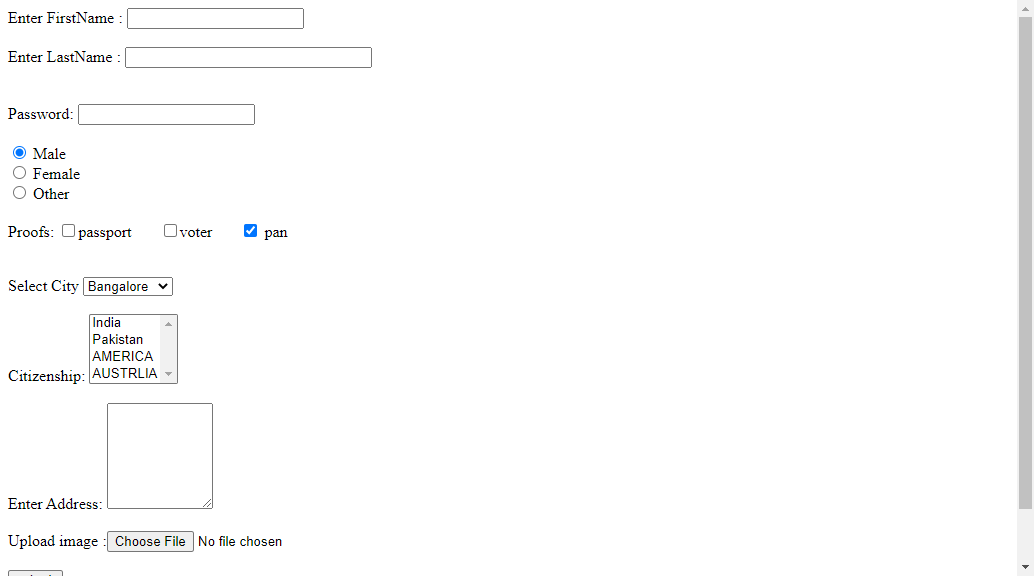 Enter FirstName :
Enter LastName :
Password:
Male
Female
Other
Proofs: passport voter pan
Select City Bangalore
India
Pakistan
AMERICA
Citizenship: AUSTRLIA
Enter Address:
Upload image : Choose File No file chosen